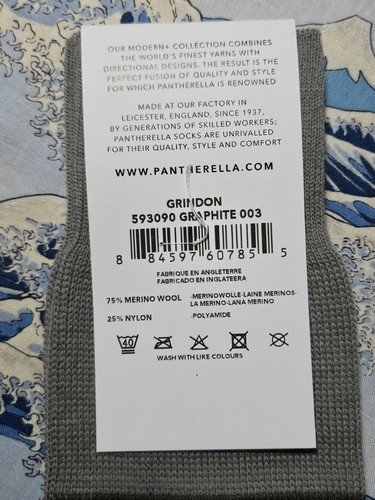 OUR MODERN+ COLLECTION COMBINES
THE WORLD'S FINEST YARNS WITH
DIRECTIONAL DESIGNS. THE RESULT IS THE
PERFECT FUSION OF QUALITY AND STYLE
FOR WHICH PANTHERELLA IS RENOWNED
MADE AT OUR FACTORY IN
LEICESTER, ENGLAND, SINCE 1937,
BY GENERATIONS OF SKILLED WORKERS;
PANTHERELLA SOCKS ARE UNRIVALLED
FOR THEIR QUALITY, STYLE AND COMFORT
WWW.PANTHERELLA.COM
GRINDON
593090 GRAPHITE 003
8 84597 60785 5
FABRIQUE EN ANGLETERRE
FABRICADO EN INGLATEERA
75% MERINO WOOL -MERINOWOLLE-LAINE MERINOS-
LA MERINO-LANA MERINO
25% NYLON -POLYAMIDE
40
WASH WITH LIKE COLOURS